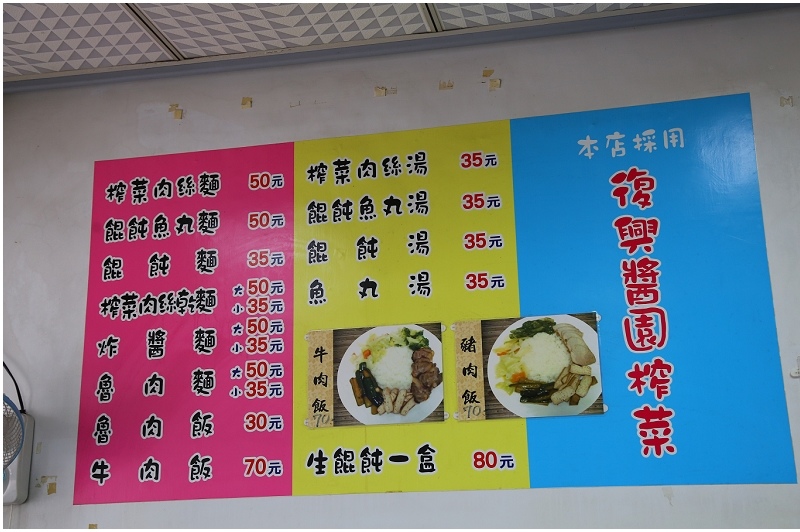 榨菜肉絲麵 50元
餛飩魚丸麵 50元
餛飩麵 35元
榨菜肉絲乾麵 大50元 小35元
炸醬麵 大50元 小35元
魯肉麵 大50元 小35元
魯肉飯 30元
牛肉飯 70元
榨菜肉絲湯 35元
餛飩魚丸湯 35元
餛飩湯 35元
魚丸湯 35元
牛肉飯 70
豬肉飯 70
生餛飩一盒 80元
本店採用
復興醬園榨菜